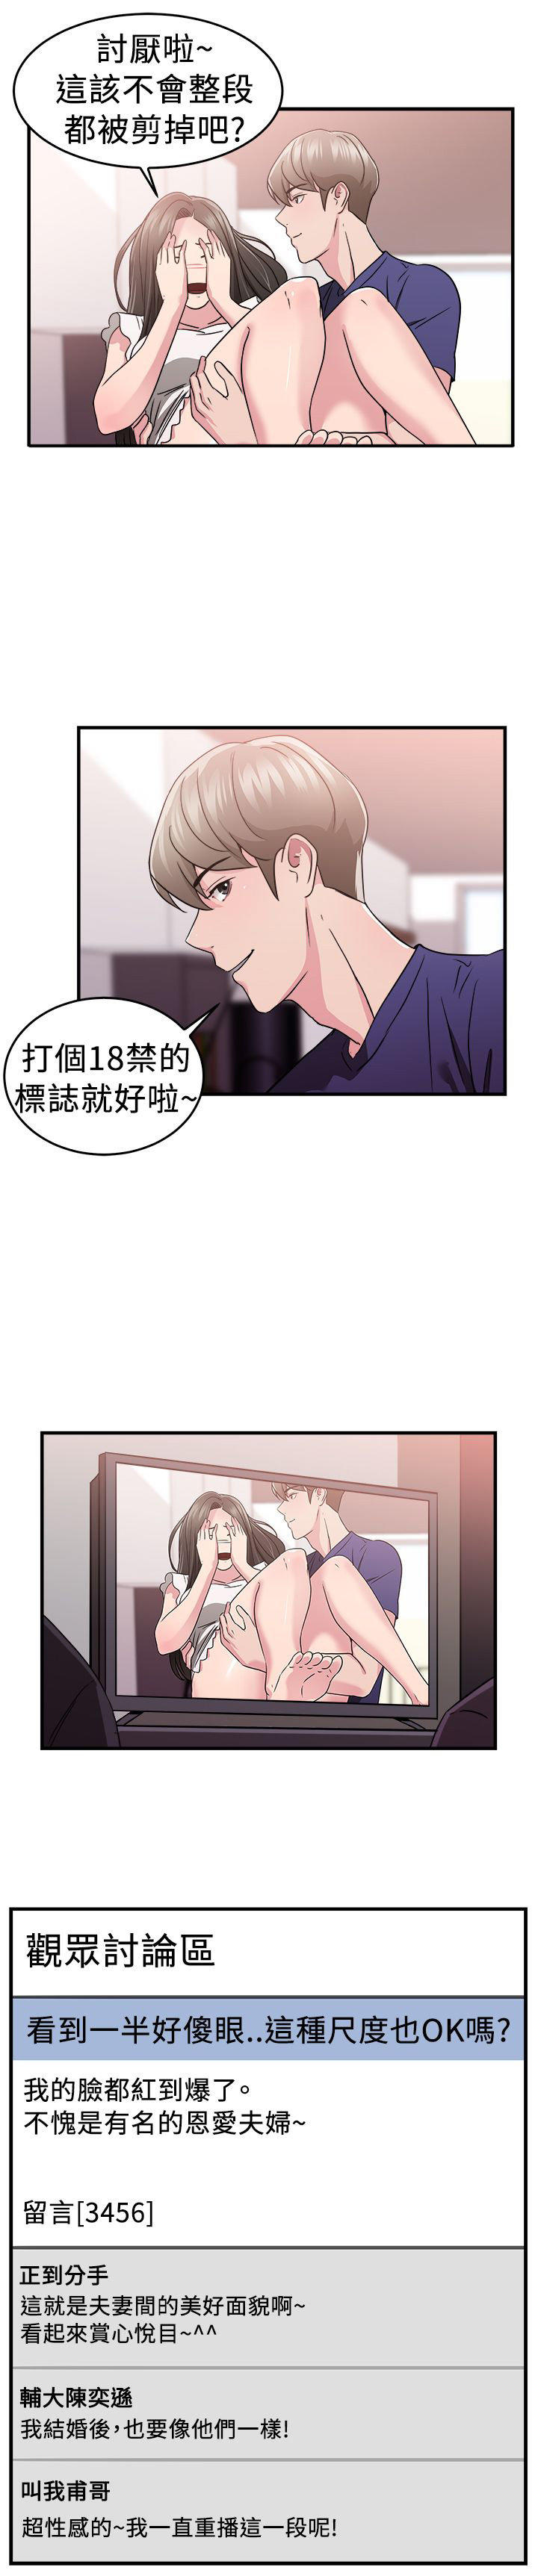 討厭啦~
這該不會整段
都被剪掉吧?
打個18禁的
標誌就好啦~
觀眾討論區
看到一半好傻眼..這種尺度也OK嗎?
我的臉都紅到爆了。
不愧是有名的恩愛夫婦~
留言[3456]
正到分手
這就是夫妻間的美好面貌啊~
看起來賞心悅目~^^
輔大陳奕遜
我結婚後,也要像他們一樣!
叫我甫哥
超性感的~我一直重播這一段呢!